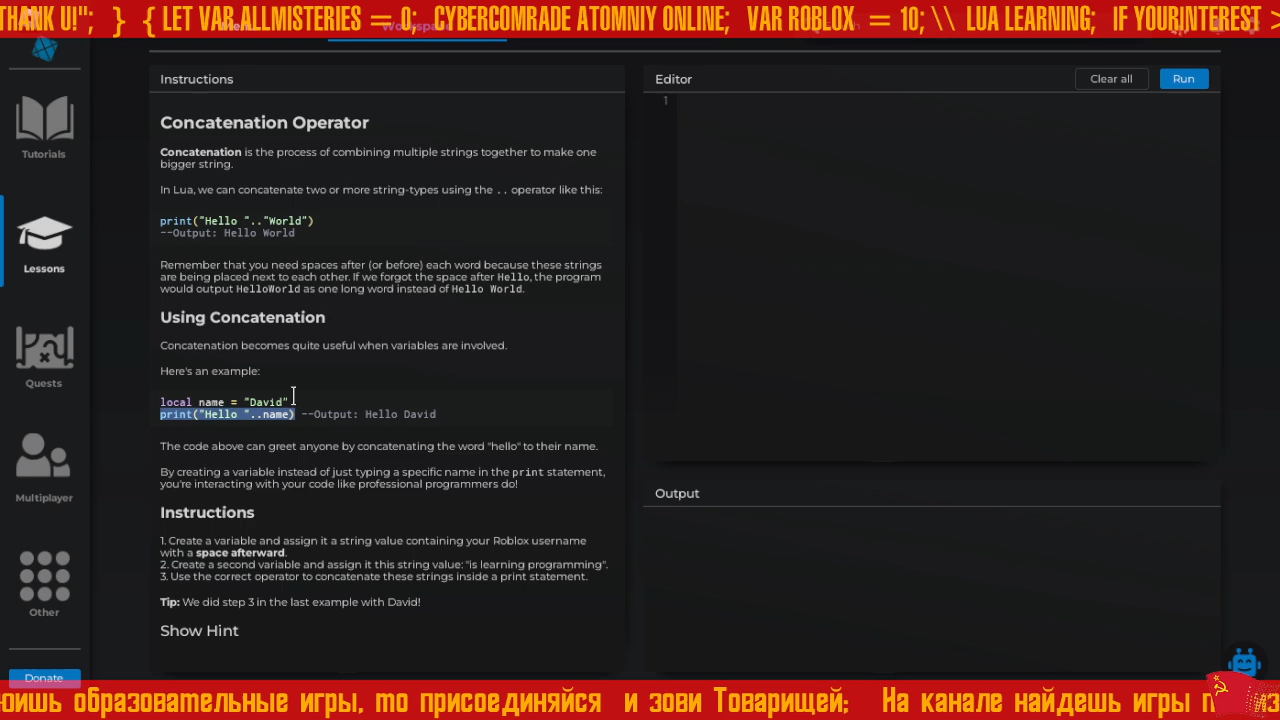 THANK U!"; } { LET VAR ALLMISTERIES = 0; CYBERCOMRADE ATOMNIY ONLINE; VAR ROBLOX = 10; \\ LUA LEARNING; IF YOURINTEREST >
Tutorials
Lessons
Quests
Multiplayer
Other
Donate
Instructions
Concatenation Operator
Concatenation is the process of combining multiple strings together to make one
bigger string.
In Lua, we can concatenate two or more string-types using the .. operator like this:
print("Hello ".."World")
--Output: Hello World
Remember that you need spaces after (or before) each word because these strings
are being placed next to each other. If we forgot the space after Hello, the program
would output HelloWorld as one long word instead of Hello World.
Using Concatenation
Concatenation becomes quite useful when variables are involved.
Here's an example:
local name = "David"
print("Hello "..name) --Output: Hello David
The code above can greet anyone by concatenating the word "hello" to their name.
By creating a variable instead of just typing a specific name in the print statement,
you're interacting with your code like professional programmers do!
Instructions
1. Create a variable and assign it a string value containing your Roblox username
with a space afterward.
2. Create a second variable and assign it this string value: "is learning programming".
3. Use the correct operator to concatenate these strings inside a print statement.
Tip: We did step 3 in the last example with David!
Show Hint
Editor
Clear all
Run
1
Output
образовательные игры, то присоединяйся и зови Товарищей; На канале найдешь игры